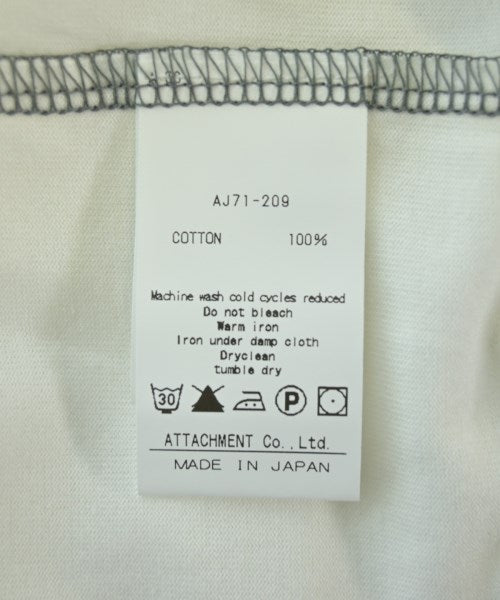 AJ71-209
COTTON 100%
Machine wash cold cycles reduced
Do not bleach
Warm iron
Iron under damp cloth
Dryclean
tumble dry
30 P
ATTACHMENT Co.,Ltd.
MADE IN JAPAN